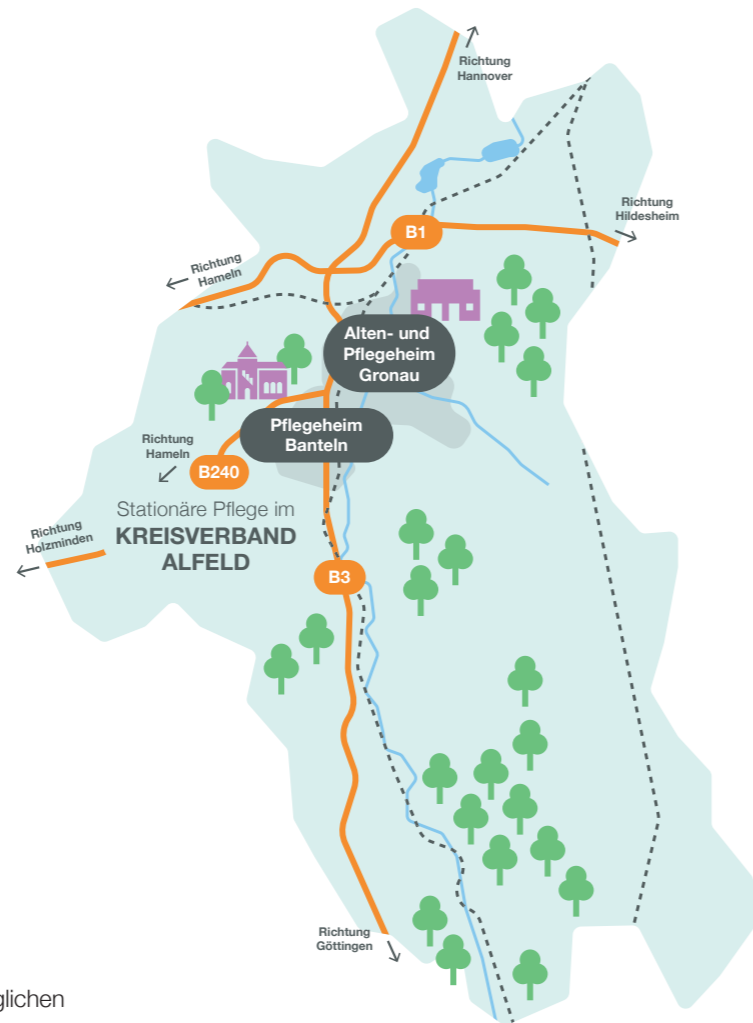 Richtung
Hannover
Richtung
Hildesheim
B1
Richtung
Hameln
Alten- und
Pflegeheim
Gronau
Pflegeheim
Banteln
Richtung
Hameln
B240
Stationäre Pflege im
KREISVERBAND
ALFELD
Richtung
Holzminden
B3
Richtung
Göttingen
glichen